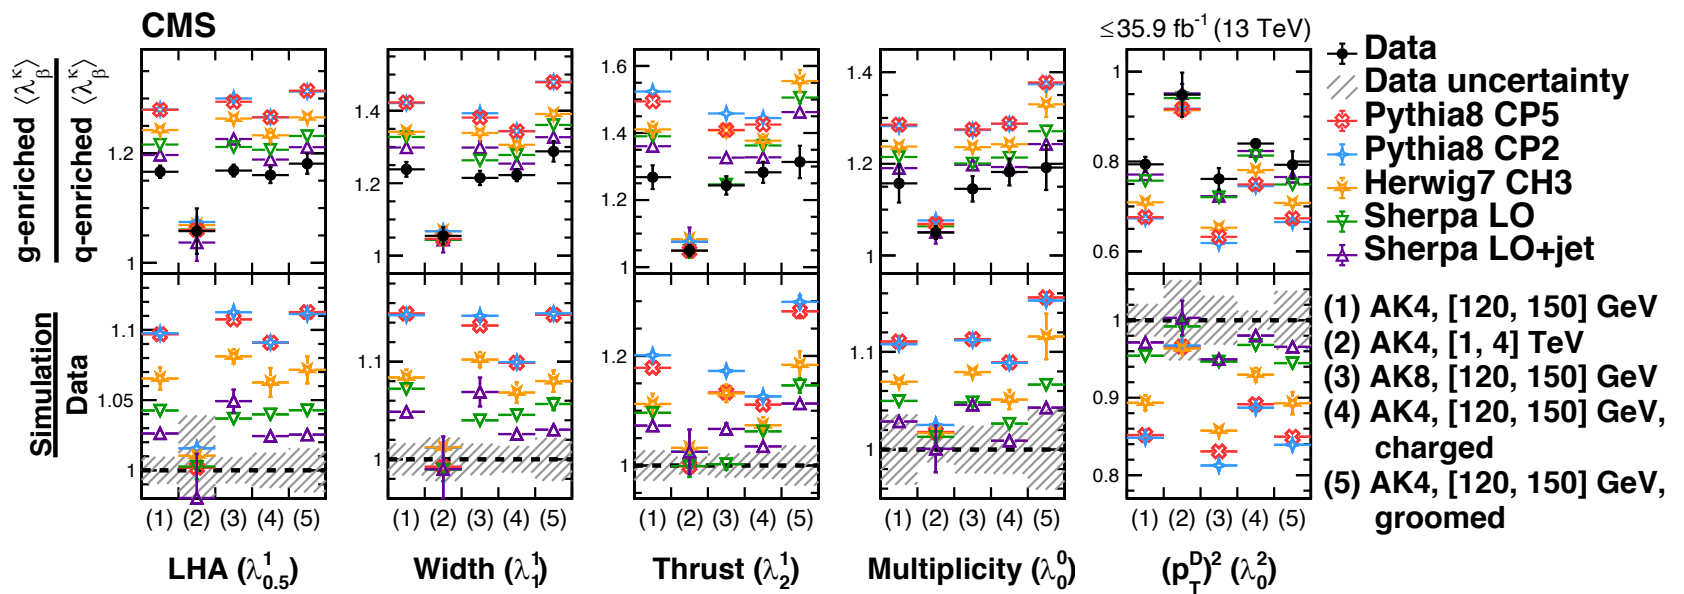 CMS
≤35.9 fb⁻¹ (13 TeV)
g-enriched ⟨λ^κ_β⟩
q-enriched ⟨λ^κ_β⟩
1.2
1
1.4
1.2
1
1.6
1.4
1.2
1
1.4
1.2
1
1
0.8
0.6
Data
Data uncertainty
Pythia8 CP5
Pythia8 CP2
Herwig7 CH3
Sherpa LO
Sherpa LO+jet
Simulation
Data
1.1
1.05
1
1.1
1
1.2
1
1.1
1
1
0.9
0.8
(1) AK4, [120, 150] GeV
(2) AK4, [1, 4] TeV
(3) AK8, [120, 150] GeV
(4) AK4, [120, 150] GeV,
charged
(5) AK4, [120, 150] GeV,
groomed
(1) (2) (3) (4) (5)
(1) (2) (3) (4) (5)
(1) (2) (3) (4) (5)
(1) (2) (3) (4) (5)
(1) (2) (3) (4) (5)
LHA (λ^1_0.5)
Width (λ^1_1)
Thrust (λ^1_2)
Multiplicity (λ^0_0)
(p_T^D)² (λ^2_0)